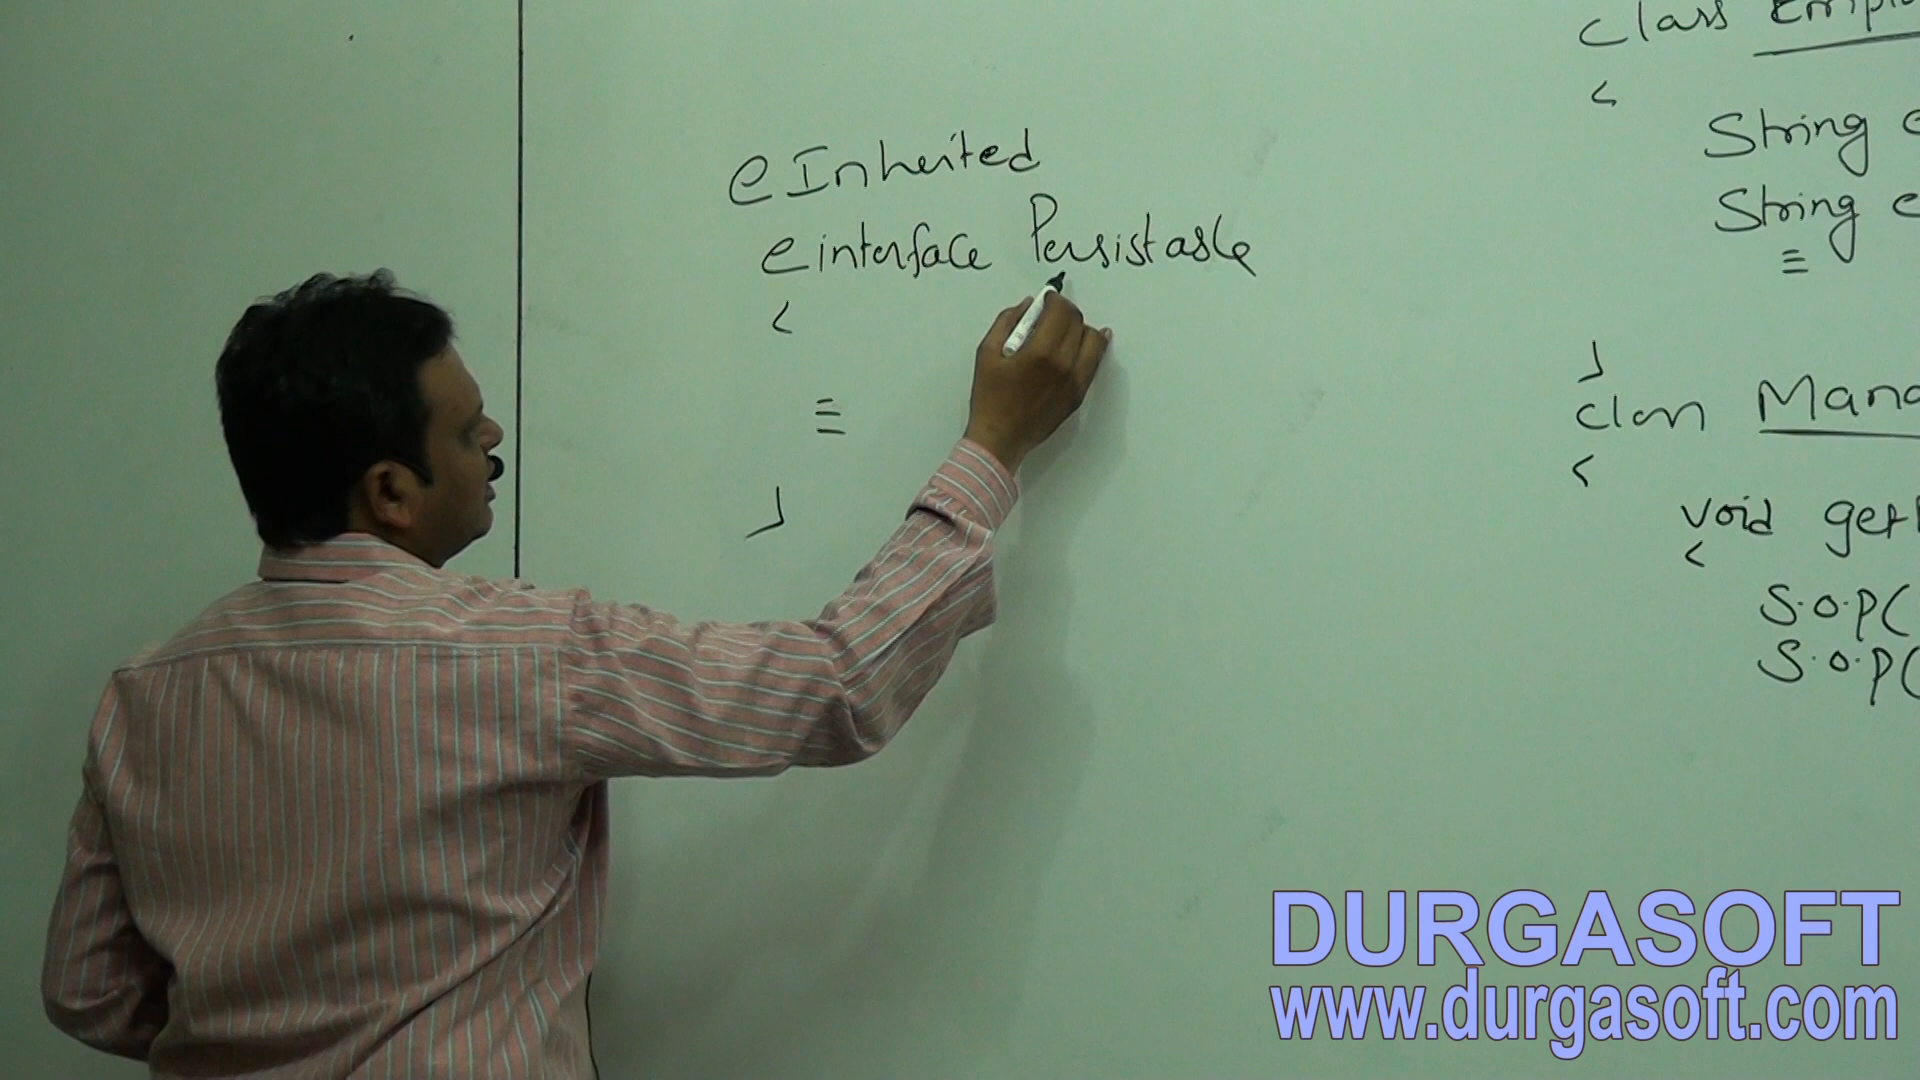 @Inherited
@interface Persistable
{
≡
}
class Emplo
{
String e
String e
≡
}
class Mana
{
void get
{
S.o.p(
S.o.p(
DURGASOFT
www.durgasoft.com